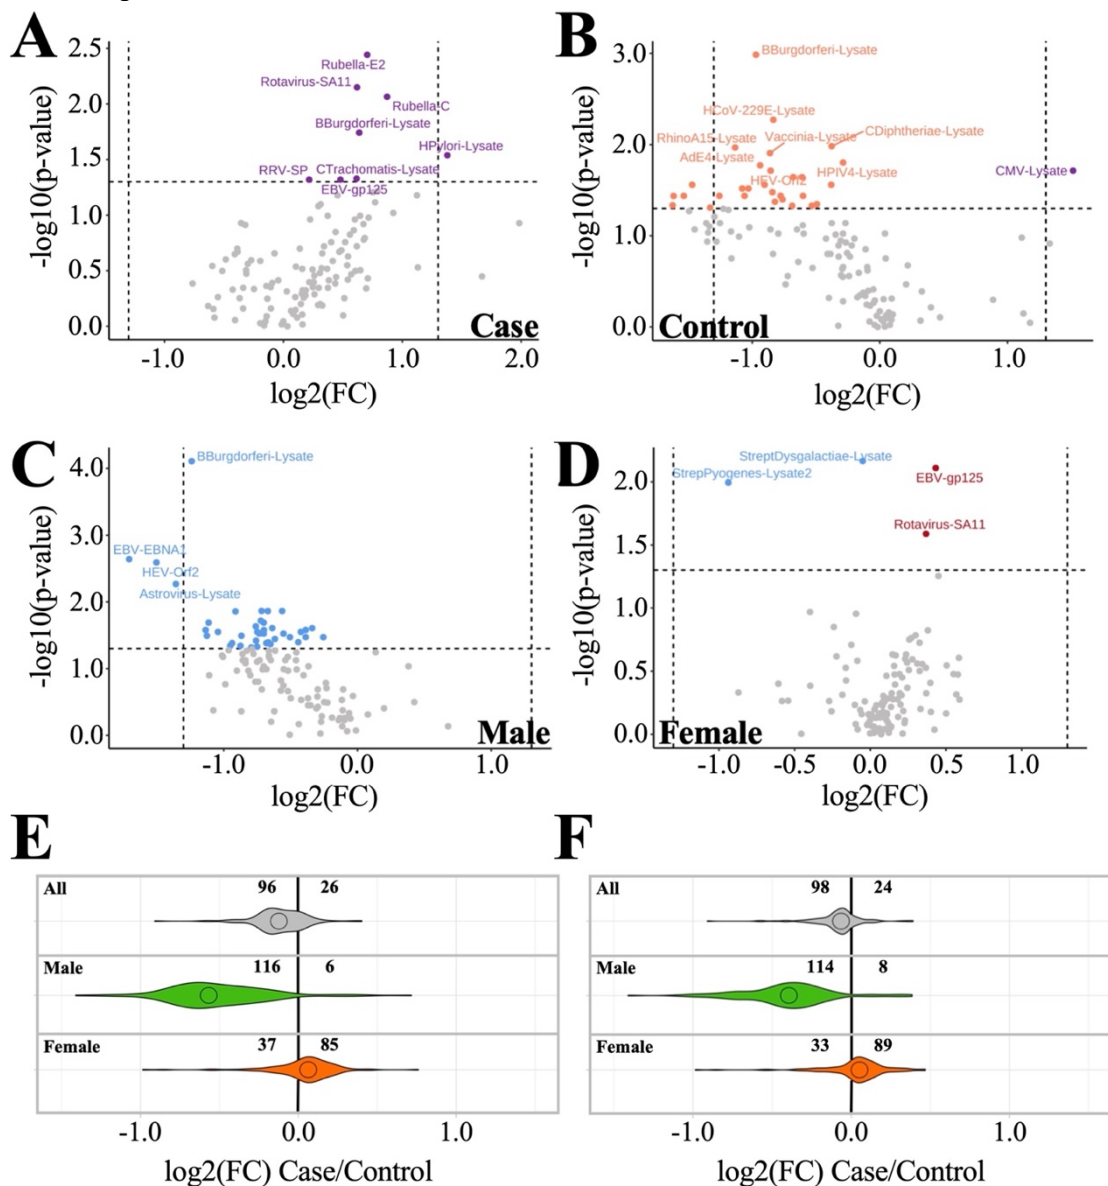 A
2.5
2.0
1.5
1.0
0.5
0.0
-log10(p-value)
Rubella-E2
Rotavirus-SA11
Rubella-C
BBurgdorferi-Lysate
HPylori-Lysate
RRV-SP
CTrachomatis-Lysate
EBV-gp125
Case
-1.0 0.0 1.0 2.0
log2(FC)
B
3.0
2.0
1.0
0.0
-log10(p-value)
BBurgdorferi-Lysate
HCoV-229E-Lysate
CDiphtheriae-Lysate
RhinoA15-Lysate
Vaccinia-Lysate
AdE4-Lysate
HPIV4-Lysate
HEV-Orf2
CMV-Lysate
Control
-1.0 0.0 1.0
log2(FC)
C
4.0
3.0
2.0
1.0
0.0
-log10(p-value)
BBurgdorferi-Lysate
EBV-EBNA1
HEV-Orf2
Astrovirus-Lysate
Male
-1.0 0.0 1.0
log2(FC)
D
2.0
1.5
1.0
0.5
0.0
-log10(p-value)
StreptDysgalactiae-Lysate
StrepPyogenes-Lysate2
EBV-gp125
Rotavirus-SA11
Female
-1.0 -0.5 0.0 0.5 1.0
log2(FC)
E
All 96 26
Male 116 6
Female 37 85
-1.0 0.0 1.0
log2(FC) Case/Control
F
All 98 24
Male 114 8
Female 33 89
-1.0 0.0 1.0
log2(FC) Case/Control